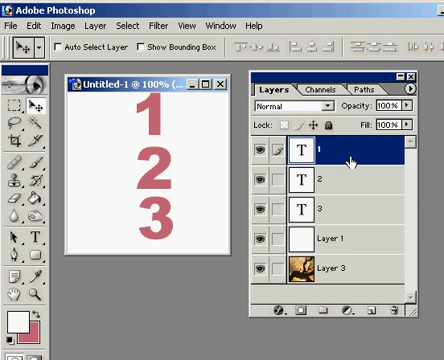 Adobe Photoshop
File Edit Image Layer Select Filter View Window Help
Auto Select Layer Show Bounding Box
Untitled-1 @ 100% (...
1
2
3
Layers Channels Paths
Normal Opacity: 100%
Lock: Fill: 100%
T 1
T 2
T 3
Layer 1
Layer 3